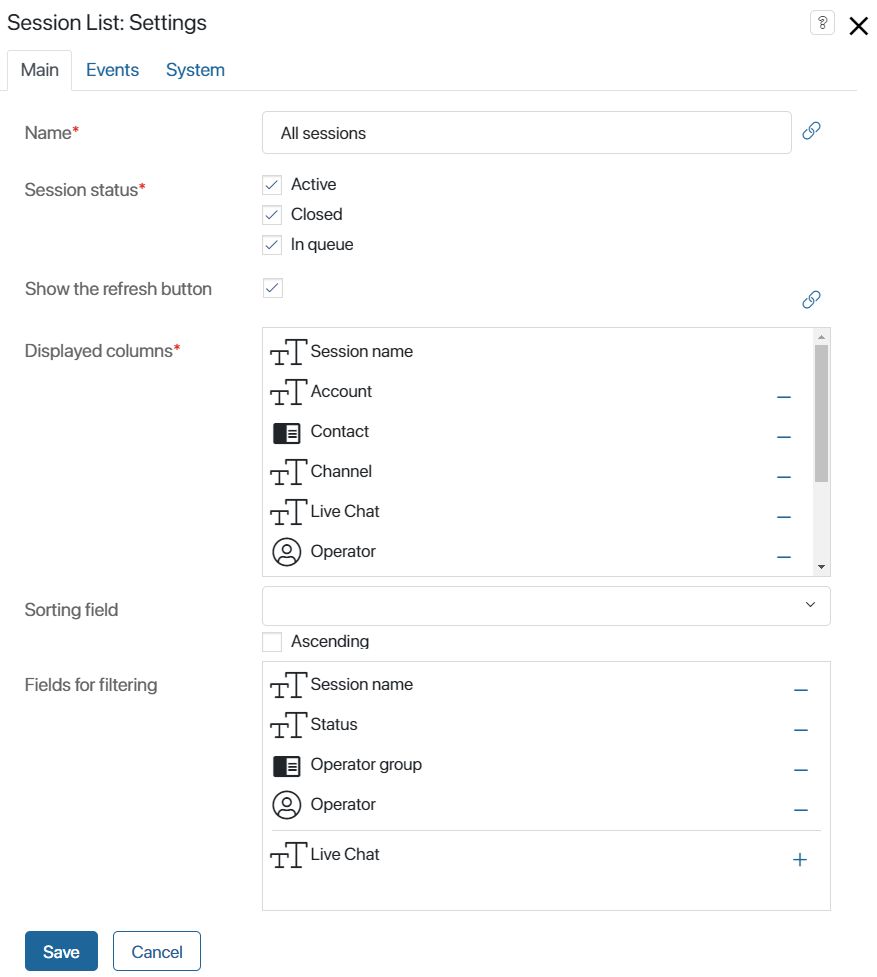 Session List: Settings
?
Main Events System
Name* All sessions
Session status* Active
Closed
In queue
Show the refresh button
Displayed columns* Session name
Account
Contact
Channel
Live Chat
Operator
Sorting field
Ascending
Fields for filtering Session name
Status
Operator group
Operator
Live Chat
Save Cancel